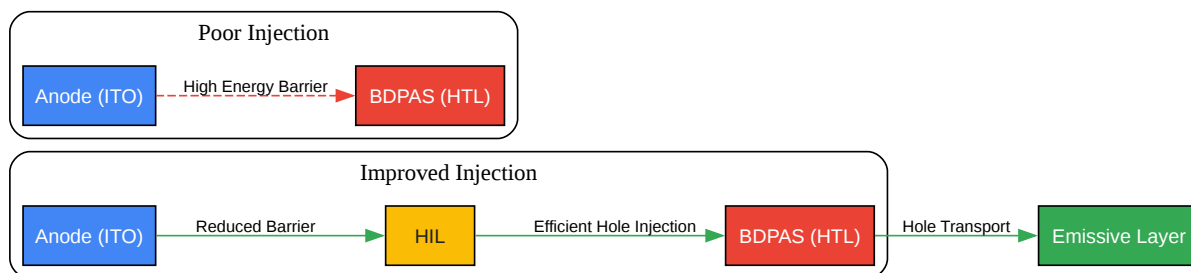 Poor Injection
Anode (ITO)
High Energy Barrier
BDPAS (HTL)
Improved Injection
Anode (ITO)
Reduced Barrier
HIL
Efficient Hole Injection
BDPAS (HTL)
Hole Transport
Emissive Layer